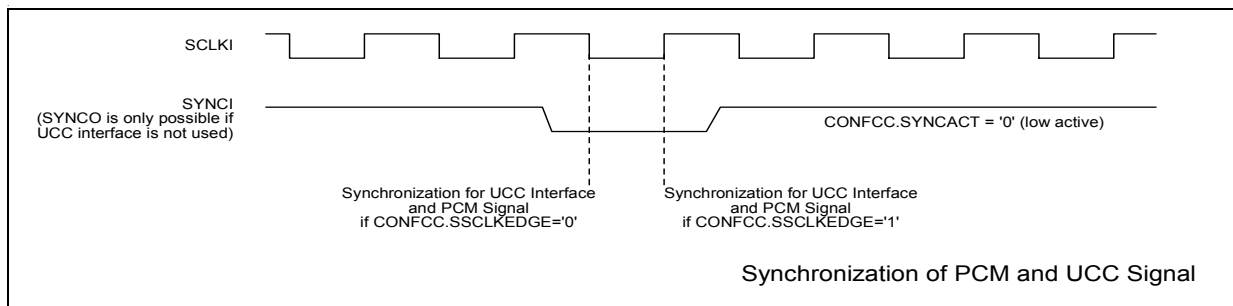 SCLKI
SYNCI
(SYNCO is only possible if
UCC interface is not used)
CONFCC.SYNCACT = '0' (low active)
Synchronization for UCC Interface
and PCM Signal
if CONFCC.SSCLKEDGE='0'
Synchronization for UCC Interface
and PCM Signal
if CONFCC.SSCLKEDGE='1'
Synchronization of PCM and UCC Signal